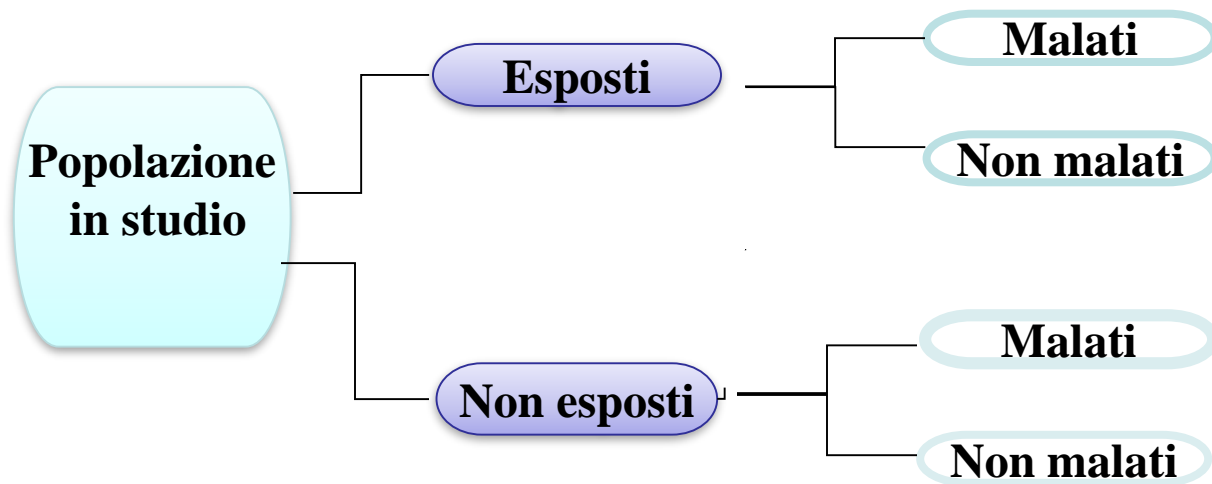 Popolazione
in studio
Esposti
Malati
Non malati
Non esposti
Malati
Non malati